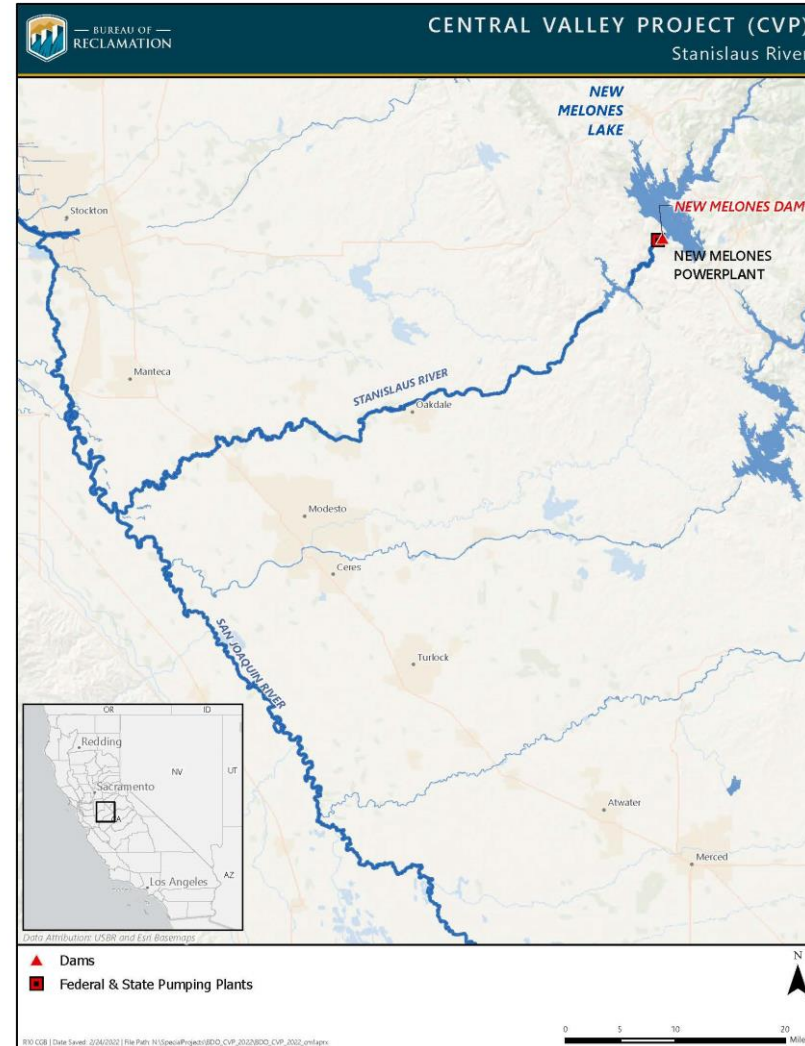 BUREAU OF
RECLAMATION
CENTRAL VALLEY PROJECT (CVP)
Stanislaus River
NEW
MELONES
LAKE
Stockton
NEW MELONES DAM
NEW MELONES
POWERPLANT
Manteca
STANISLAUS RIVER
Oakdale
Modesto
Ceres
SAN JOAQUIN RIVER
Turlock
Atwater
Merced
OR
ID
Redding
NV
UT
Sacramento
CA
AZ
Los Angeles
Data Attribution: USBR and Esri Basemaps
Dams
Federal & State Pumping Plants
N
0 5 10 20
Miles